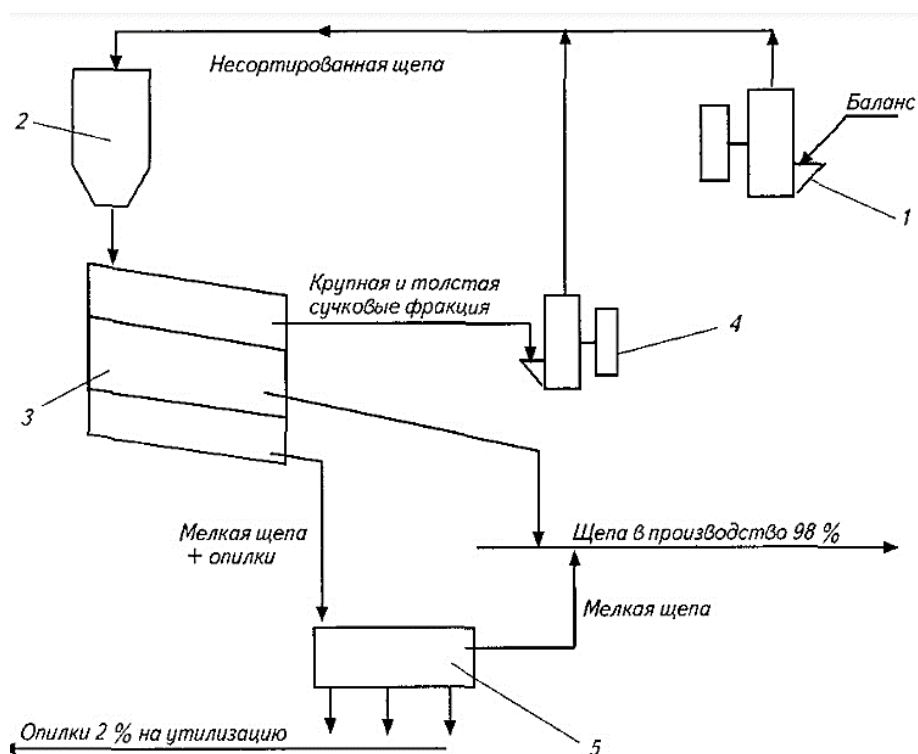 Несортированная щепа
Баланс
2
1
Крупная и толстая
сучковые фракция
4
3
Мелкая щепа
+ опилки
Щепа в производство 98 %
Мелкая щепа
Опилки 2 % на утилизацию
5